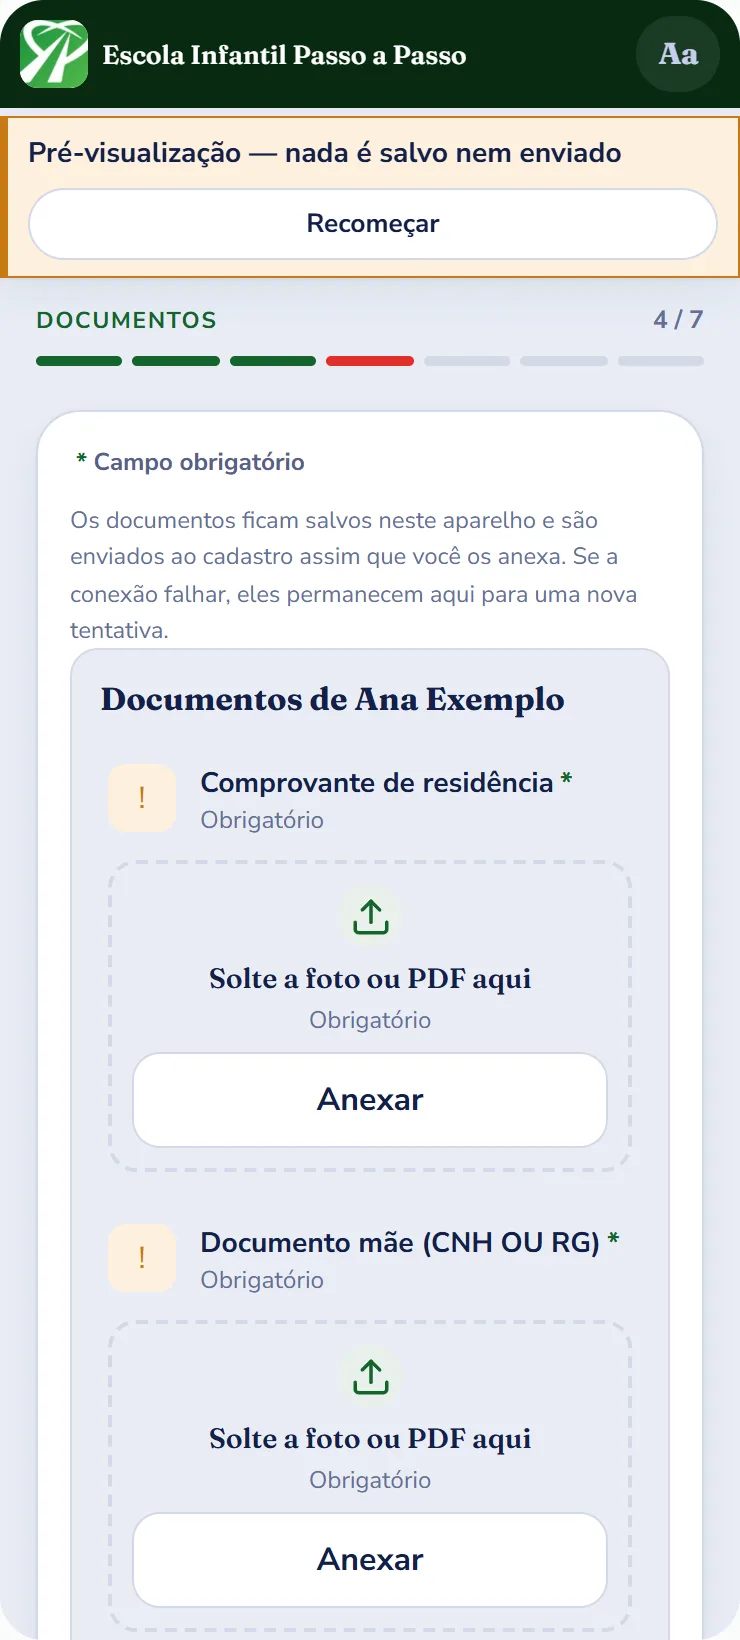 Escola Infantil Passo a Passo
Aa
Pré-visualização — nada é salvo nem enviado
Recomeçar
DOCUMENTOS
4 / 7
* Campo obrigatório
Os documentos ficam salvos neste aparelho e são
enviados ao cadastro assim que você os anexa. Se a
conexão falhar, eles permanecem aqui para uma nova
tentativa.
Documentos de Ana Exemplo
!
Comprovante de residência *
Obrigatório
Solte a foto ou PDF aqui
Obrigatório
Anexar
!
Documento mãe (CNH OU RG) *
Obrigatório
Solte a foto ou PDF aqui
Obrigatório
Anexar